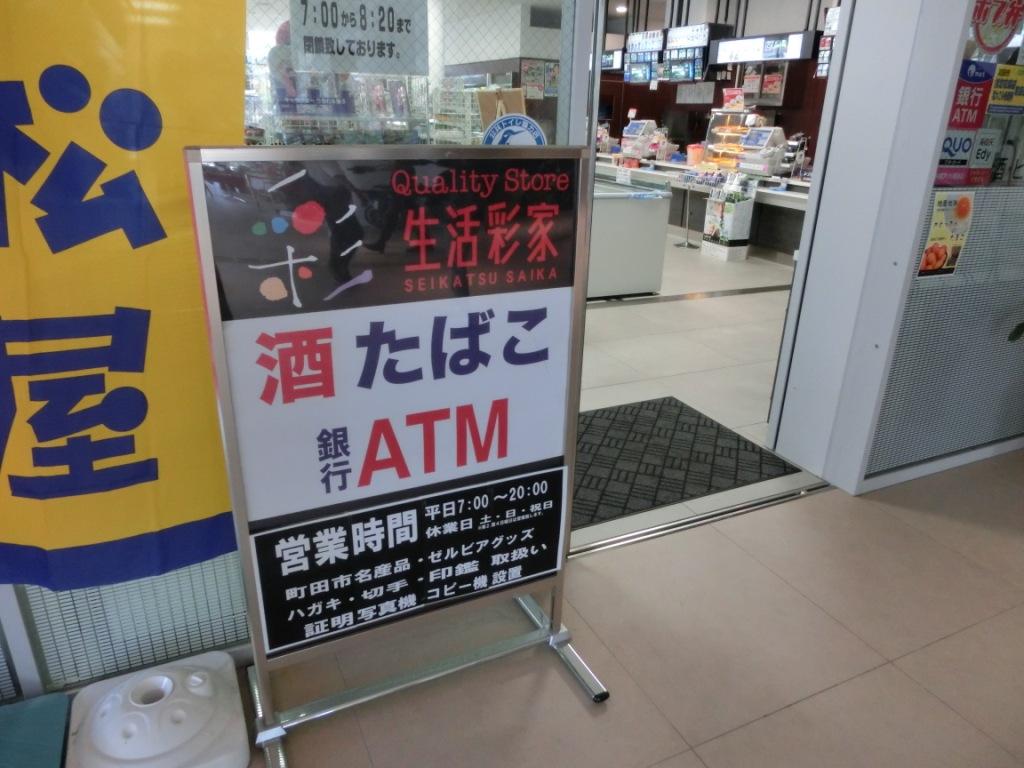 7:00から8:20まで
閉鎖致しております。
松屋
Quality Store
彩
生活彩家
SEIKATSU SAIKA
酒 たばこ
銀行 ATM
営業時間 平日7:00～20:00
休業日 土・日・祝日
町田市名産品・ゼルビアグッズ
ハガキ・切手・印鑑 取扱い
証明写真機 コピー機 設置
銀行
ATM
QUO
Edy